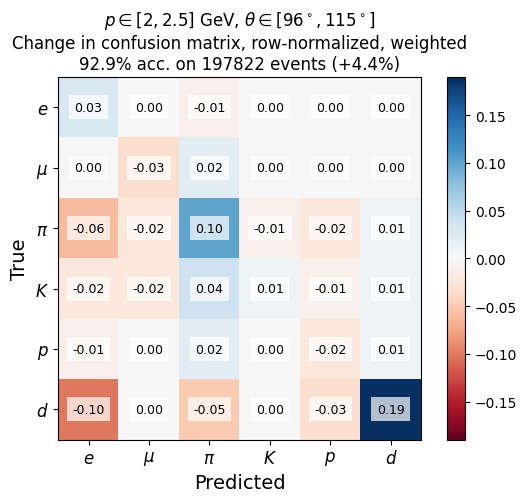 p ∈ [2, 2.5] GeV, θ ∈ [96°, 115°]
Change in confusion matrix, row-normalized, weighted
92.9% acc. on 197822 events (+4.4%)
e 0.03 0.00 -0.01 0.00 0.00 0.00
μ 0.00 -0.03 0.02 0.00 0.00 0.00
π -0.06 -0.02 0.10 -0.01 -0.02 0.01
K -0.02 -0.02 0.04 0.01 -0.01 0.01
p -0.01 0.00 0.02 0.00 -0.02 0.01
d -0.10 0.00 -0.05 0.00 -0.03 0.19
e μ π K p d
Predicted
True
0.15
0.10
0.05
0.00
−0.05
−0.10
−0.15